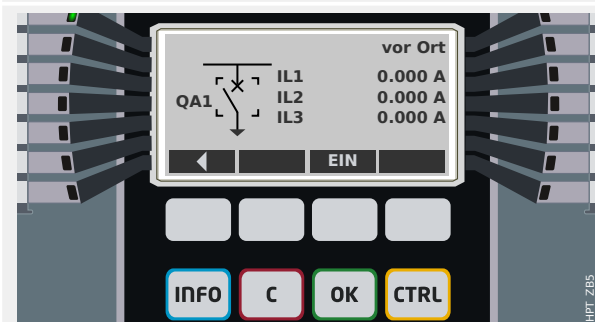 vor Ort
IL1 0.000 A
QA1 IL2 0.000 A
IL3 0.000 A
EIN
INFO C OK CTRL
HPT_ZB5